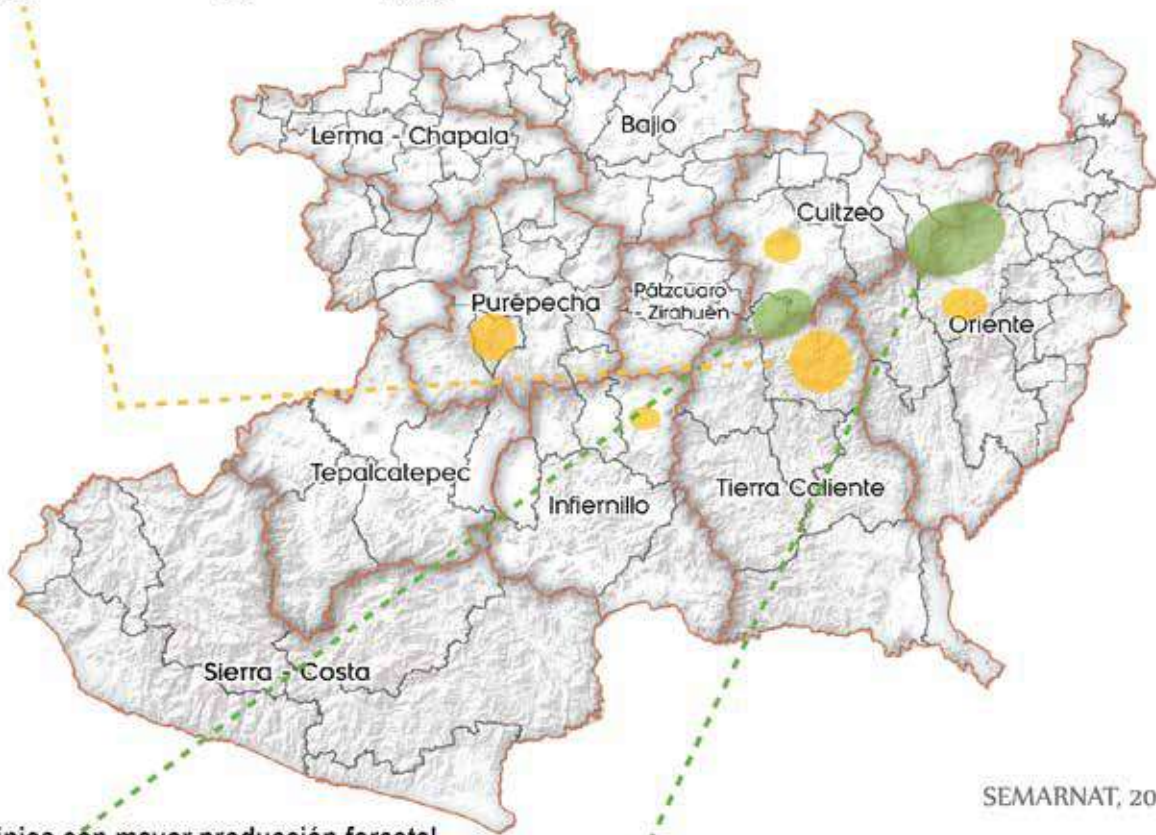 Lerma - Chapala
Bajío
Cuitzeo
Purépecha
Pátzcuaro
- Zirahuén
Oriente
Tepalcatepec
Infiernillo
Tierra Caliente
Sierra - Costa
SEMARNAT, 20
con mayor producción forestal